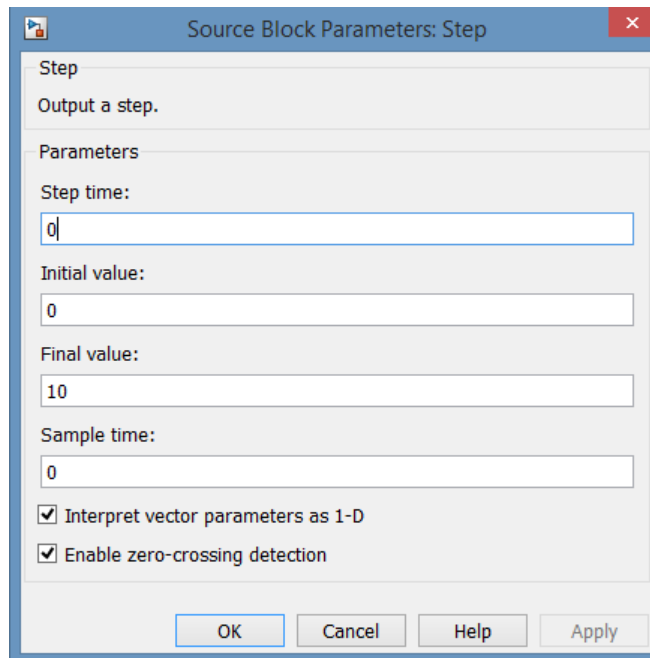 Source Block Parameters: Step
Step
Output a step.
Parameters
Step time:
0
Initial value:
0
Final value:
10
Sample time:
0
Interpret vector parameters as 1-D
Enable zero-crossing detection
OK Cancel Help Apply